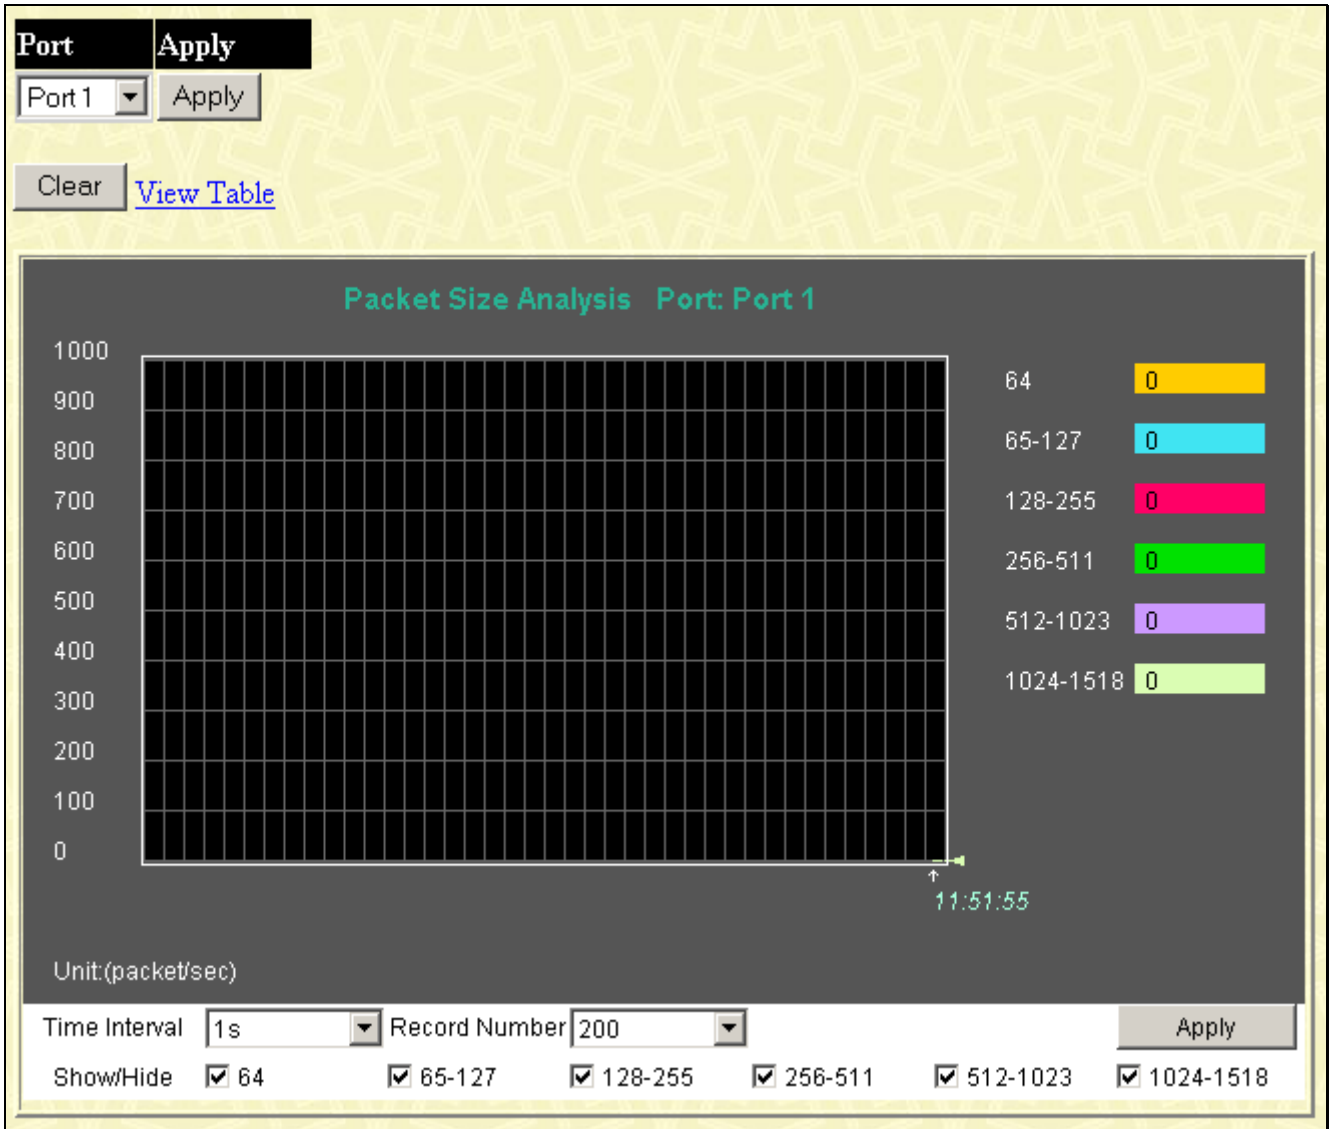 Port Apply
Port 1 Apply
Clear View Table
Packet Size Analysis Port: Port 1
1000
900
800
700
600
500
400
300
200
100
0
64 0
65-127 0
128-255 0
256-511 0
512-1023 0
1024-1518 0
11:51:55
Unit:(packet/sec)
Time Interval 1s Record Number 200 Apply
Show/Hide 64 65-127 128-255 256-511 512-1023 1024-1518